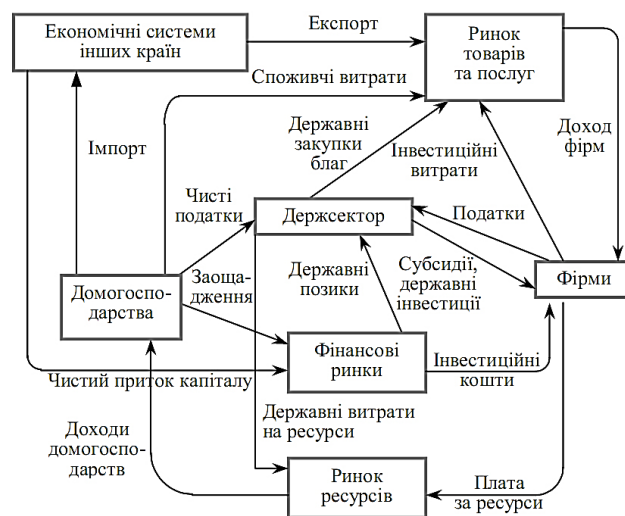 Економічні системи
інших країн
Експорт
Ринок
товарів
та послуг
Споживчі витрати
Державні
закупки
благ
Інвестиційні
витрати
Доход
фірм
Імпорт
Чисті
податки
Держсектор
Податки
Заоща-
дження
Державні
позики
Субсидії,
державні
інвестиції
Фірми
Домогоспо-
дарства
Фінансові
ринки
Інвестиційні
кошти
Чистий приток капіталу
Державні витрати
на ресурси
Доходи
домогоспо-
дарств
Ринок
ресурсів
Плата
за ресурси